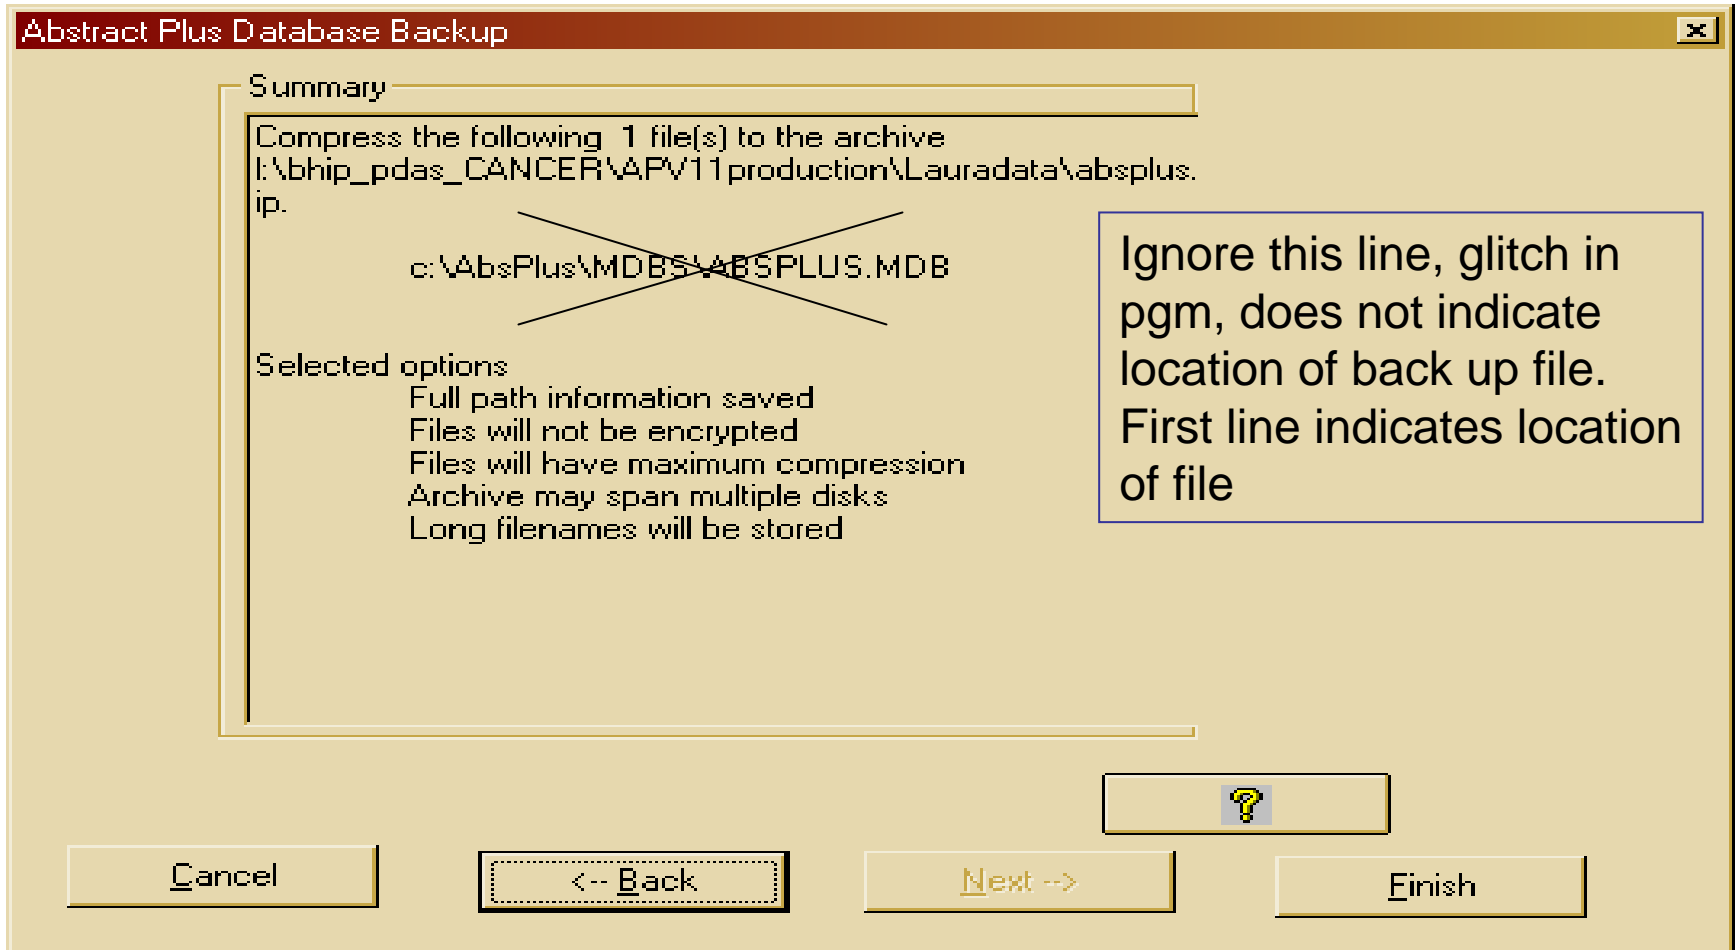 Abstract Plus Database Backup
Summary
Compress the following 1 file(s) to the archive
I:\bhip_pdas_CANCER\APV11production\Lauradata\absplus.
ip.
c:\AbsPlus\MDBS\ABSPLUS.MDB
Selected options
Full path information saved
Files will not be encrypted
Files will have maximum compression
Archive may span multiple disks
Long filenames will be stored
Ignore this line, glitch in
pgm, does not indicate
location of back up file.
First line indicates location
of file
?
Cancel
<-- Back
Next -->
Finish